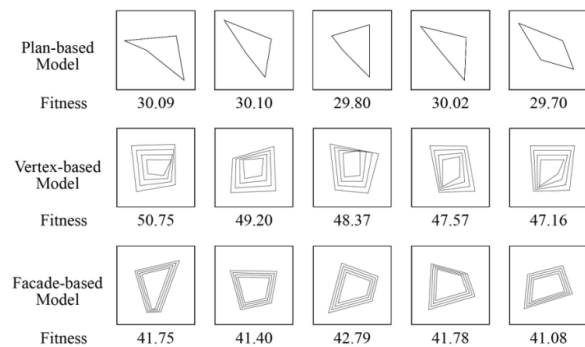 Plan-based
Model
Fitness 30.09 30.10 29.80 30.02 29.70
Vertex-based
Model
Fitness 50.75 49.20 48.37 47.57 47.16
Facade-based
Model
Fitness 41.75 41.40 42.79 41.78 41.08